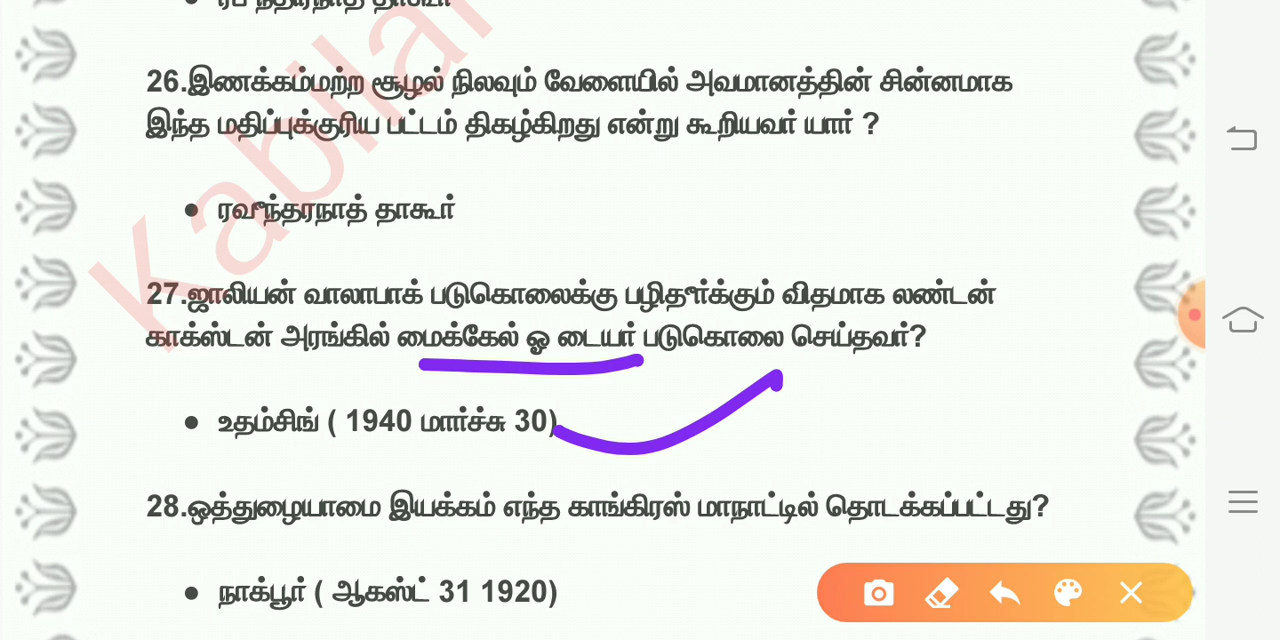 26.இணக்கம்மற்ற சூழல் நிலவும் வேளையில் அவமானத்தின் சின்னமாக
இந்த மதிப்புக்குரிய பட்டம் திகழ்கிறது என்று கூறியவர் யார் ?
● ரவீந்தரநாத் தாகூர்
27.ஜாலியன் வாலாபாக் படுகொலைக்கு பழிதீர்க்கும் விதமாக லண்டன்
காக்ஸ்டன் அரங்கில் மைக்கேல் ஓ டையர் படுகொலை செய்தவர்?
● உதம்சிங் ( 1940 மார்ச்சு 30)
28.ஒத்துழையாமை இயக்கம் எந்த காங்கிரஸ் மாநாட்டில் தொடக்கப்பட்டது?
● நாக்பூர் ( ஆகஸ்ட் 31 1920)